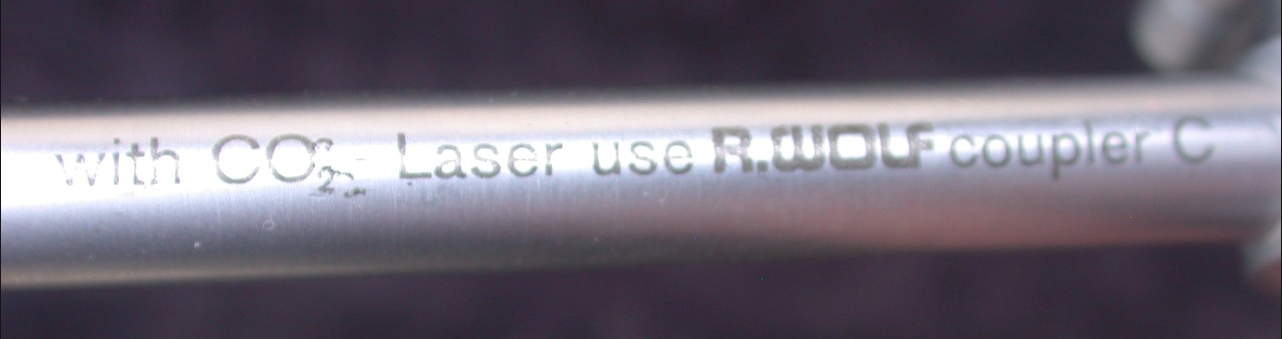 with CO₂- Laser use R.WOLF coupler C